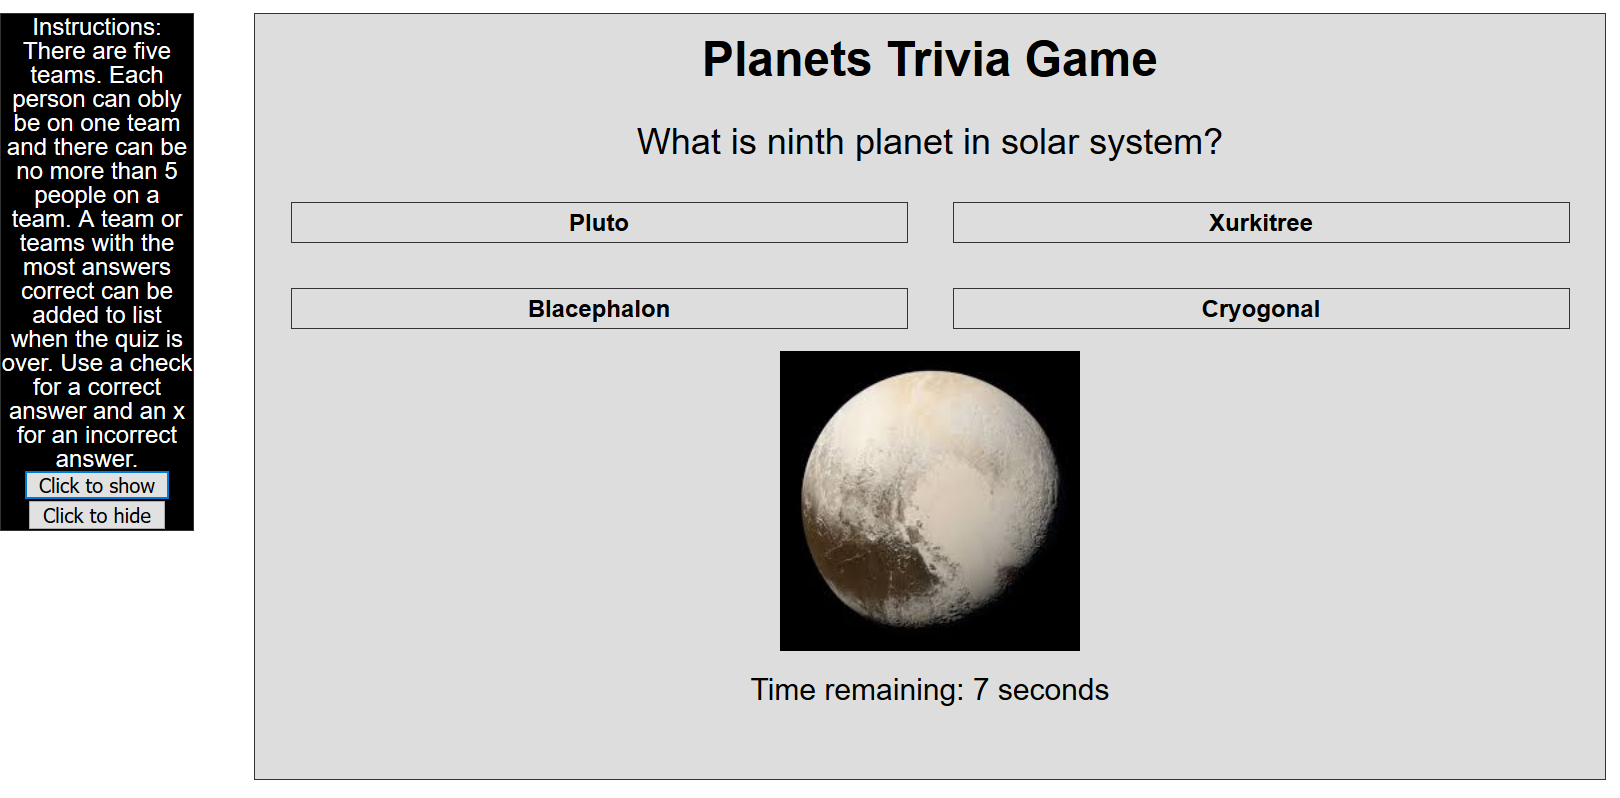 Instructions:
There are five
teams. Each
person can obly
be on one team
and there can be
no more than 5
people on a
team. A team or
teams with the
most answers
correct can be
added to list
when the quiz is
over. Use a check
for a correct
answer and an x
for an incorrect
answer.
Click to show
Click to hide
Planets Trivia Game
What is ninth planet in solar system?
Pluto
Xurkitree
Blacephalon
Cryogonal
Time remaining: 7 seconds